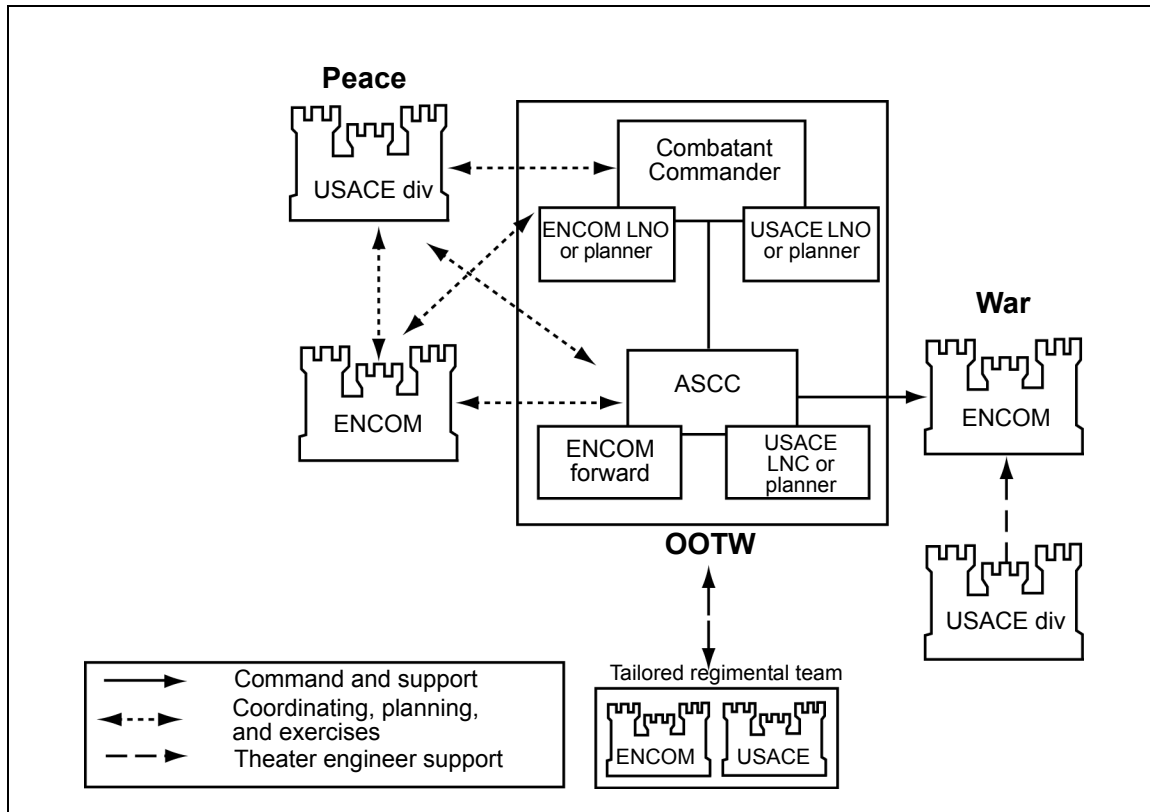 Peace
USACE div
ENCOM
Combatant
Commander
ENCOM LNO
or planner
USACE LNO
or planner
ASCC
ENCOM
forward
USACE
LNC or
planner
OOTW
War
ENCOM
USACE div
Tailored regimental team
ENCOM
USACE
Command and support
Coordinating, planning,
and exercises
Theater engineer support